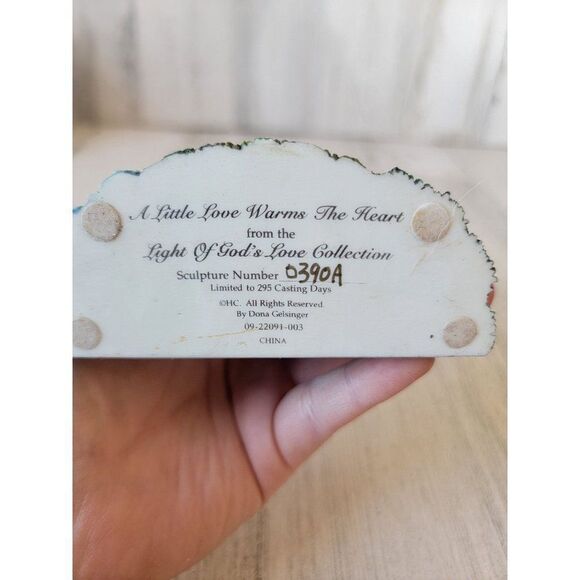 A Little Love Warms The Heart
from the
Light Of God's Love Collection
Sculpture Number 0390A
Limited to 295 Casting Days
©HC. All Rights Reserved
By Dona Gelsinger
09-22091-003
CHINA